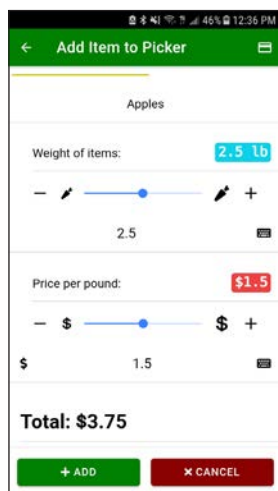 46% 12:36 PM
Add Item to Picker
Apples
Weight of items: 2.5 lb
2.5
Price per pound: $1.5
$ $
$ 1.5
Total: $3.75
+ ADD × CANCEL